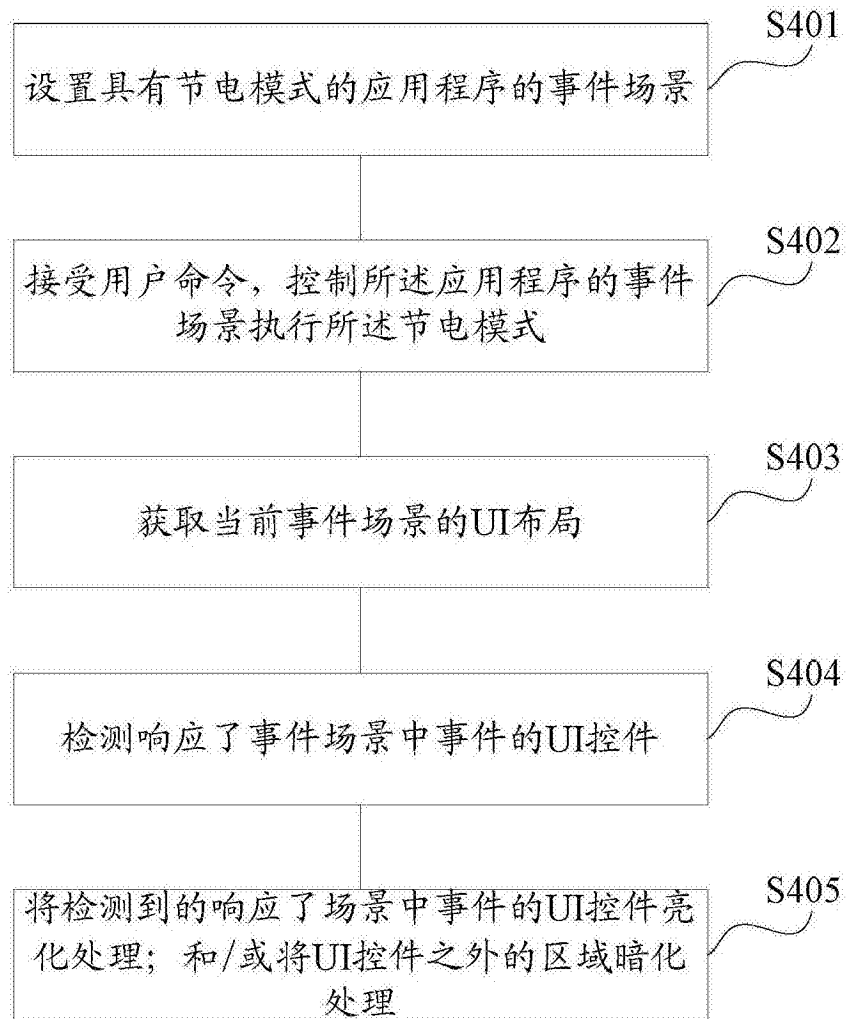 S401
设置具有节电模式的应用程序的事件场景
S402
接受用户命令，控制所述应用程序的事件
场景执行所述节电模式
S403
获取当前事件场景的UI布局
S404
检测响应了事件场景中事件的UI控件
S405
将检测到的响应了场景中事件的UI控件亮
化处理；和/或将UI控件之外的区域暗化
处理